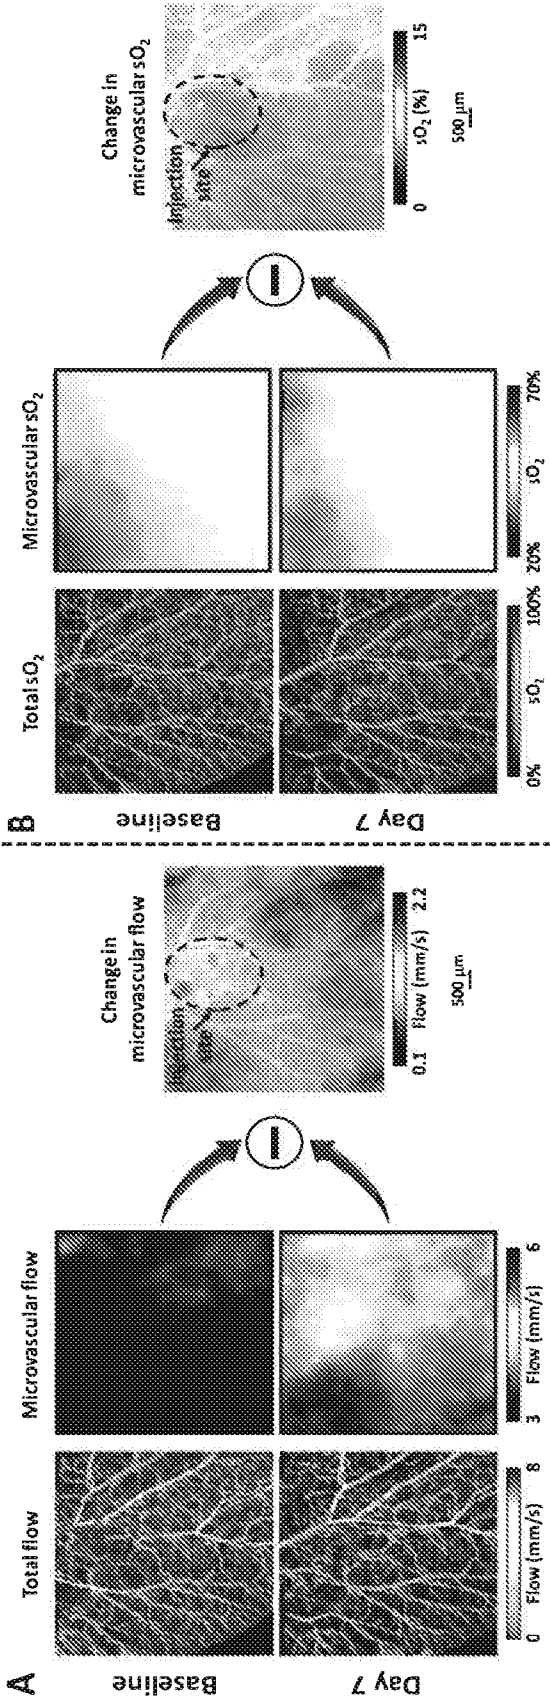 A
Total flow
Microvascular flow
Change in
microvascular flow
Baseline
Day 7
Injection
site
0 Flow (mm/s) 8
3 Flow (mm/s) 6
0.1 Flow (mm/s) 2.2
500 µm
B
Total sO₂
Microvascular sO₂
Change in
microvascular sO₂
Baseline
Day 7
Injection
site
0% sO₂ 100%
20% sO₂ 70%
0 sO₂ (%) 15
500 µm